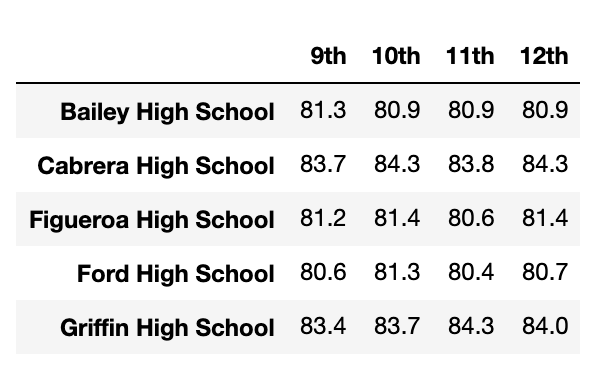 9th 10th 11th 12th
Bailey High School 81.3 80.9 80.9 80.9
Cabrera High School 83.7 84.3 83.8 84.3
Figueroa High School 81.2 81.4 80.6 81.4
Ford High School 80.6 81.3 80.4 80.7
Griffin High School 83.4 83.7 84.3 84.0